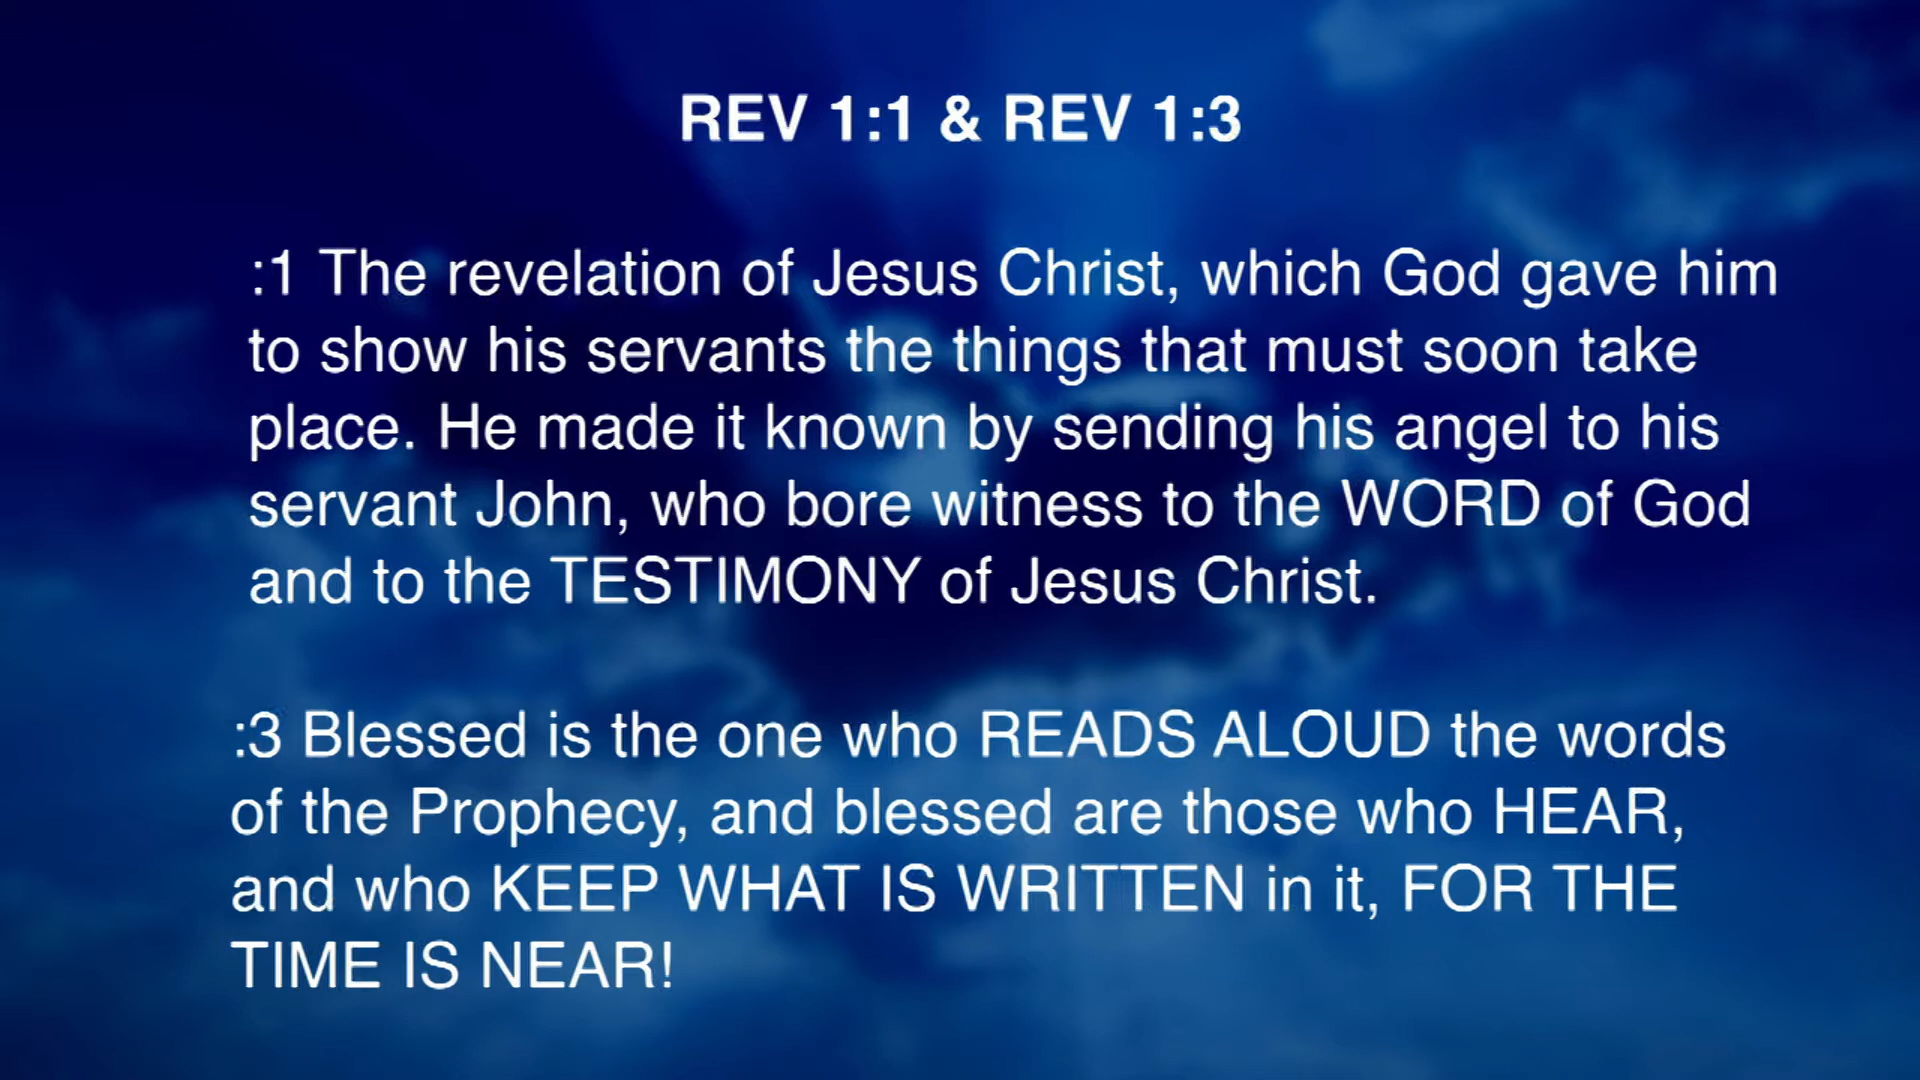 REV 1:1 & REV 1:3
:1 The revelation of Jesus Christ, which God gave him
to show his servants the things that must soon take
place. He made it known by sending his angel to his
servant John, who bore witness to the WORD of God
and to the TESTIMONY of Jesus Christ.
:3 Blessed is the one who READS ALOUD the words
of the Prophecy, and blessed are those who HEAR,
and who KEEP WHAT IS WRITTEN in it, FOR THE
TIME IS NEAR!